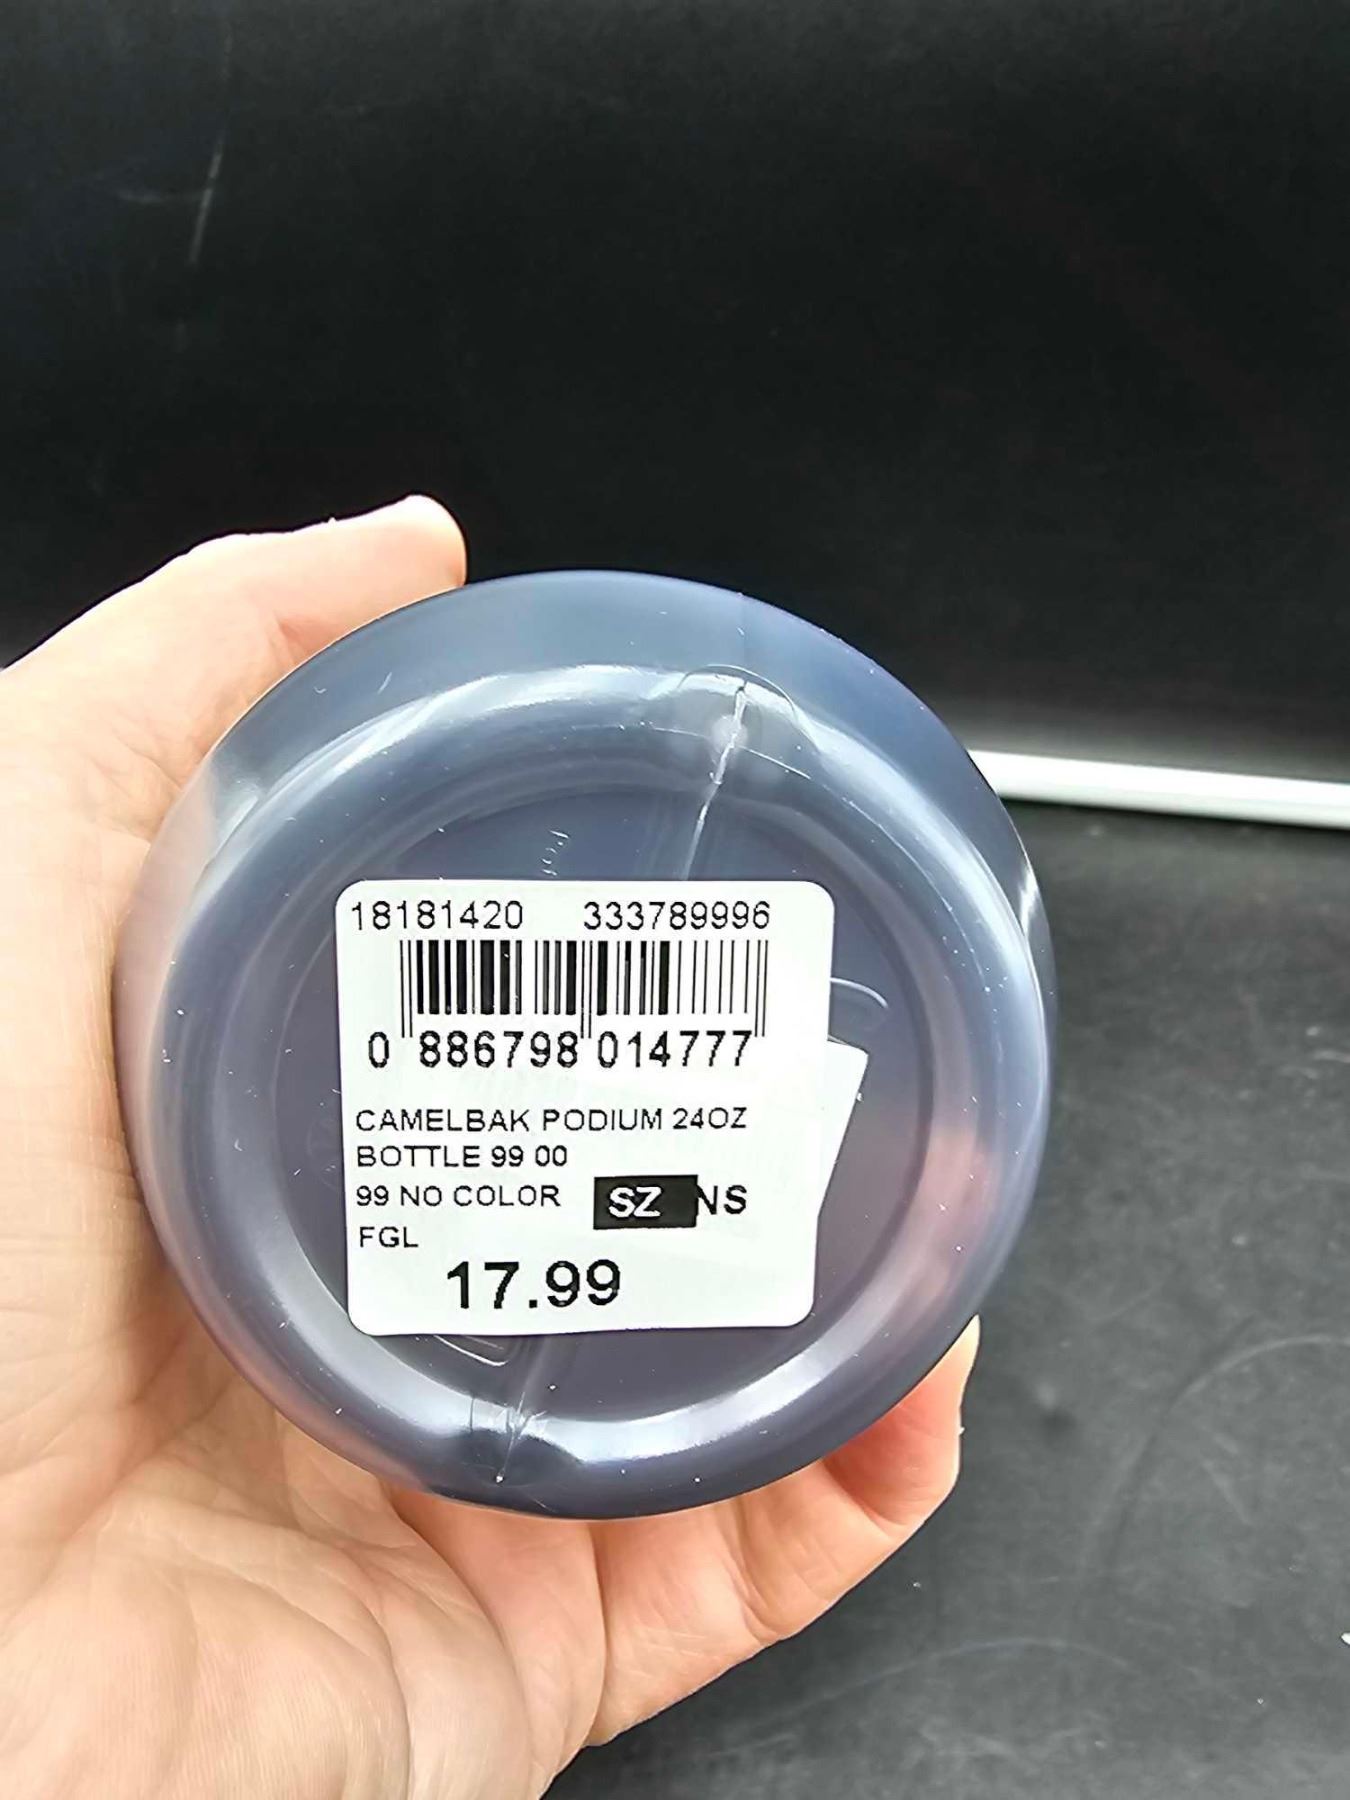 18181420 333789996
0 886798 014777
CAMELBAK PODIUM 24OZ
BOTTLE 99 00
99 NO COLOR SZ NS
FGL
17.99